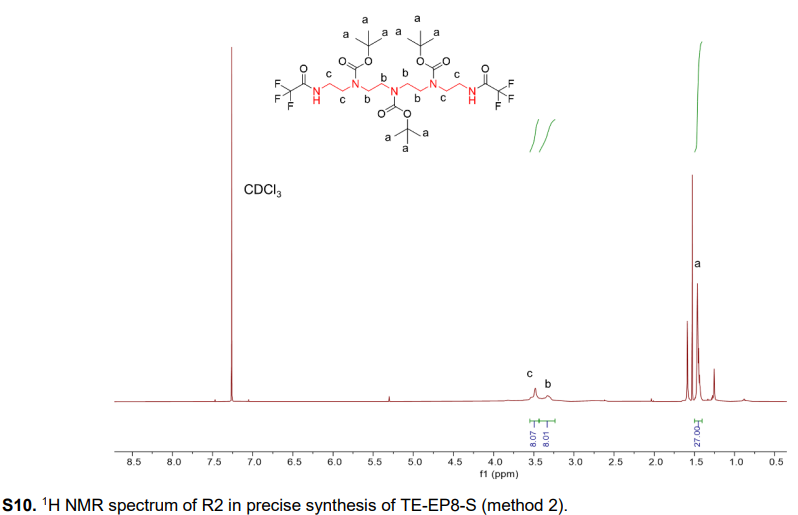 a a
a a a a
O O O O
O c b b c O
F N N N F
F N c b N b c N F
F H O O H F
a a
a
CDCl3
a
c
b
8.07
8.01
27.00
8.5 8.0 7.5 7.0 6.5 6.0 5.5 5.0 4.5 4.0 3.5 3.0 2.5 2.0 1.5 1.0 0.5
f1 (ppm)
S10. 1H NMR spectrum of R2 in precise synthesis of TE-EP8-S (method 2).